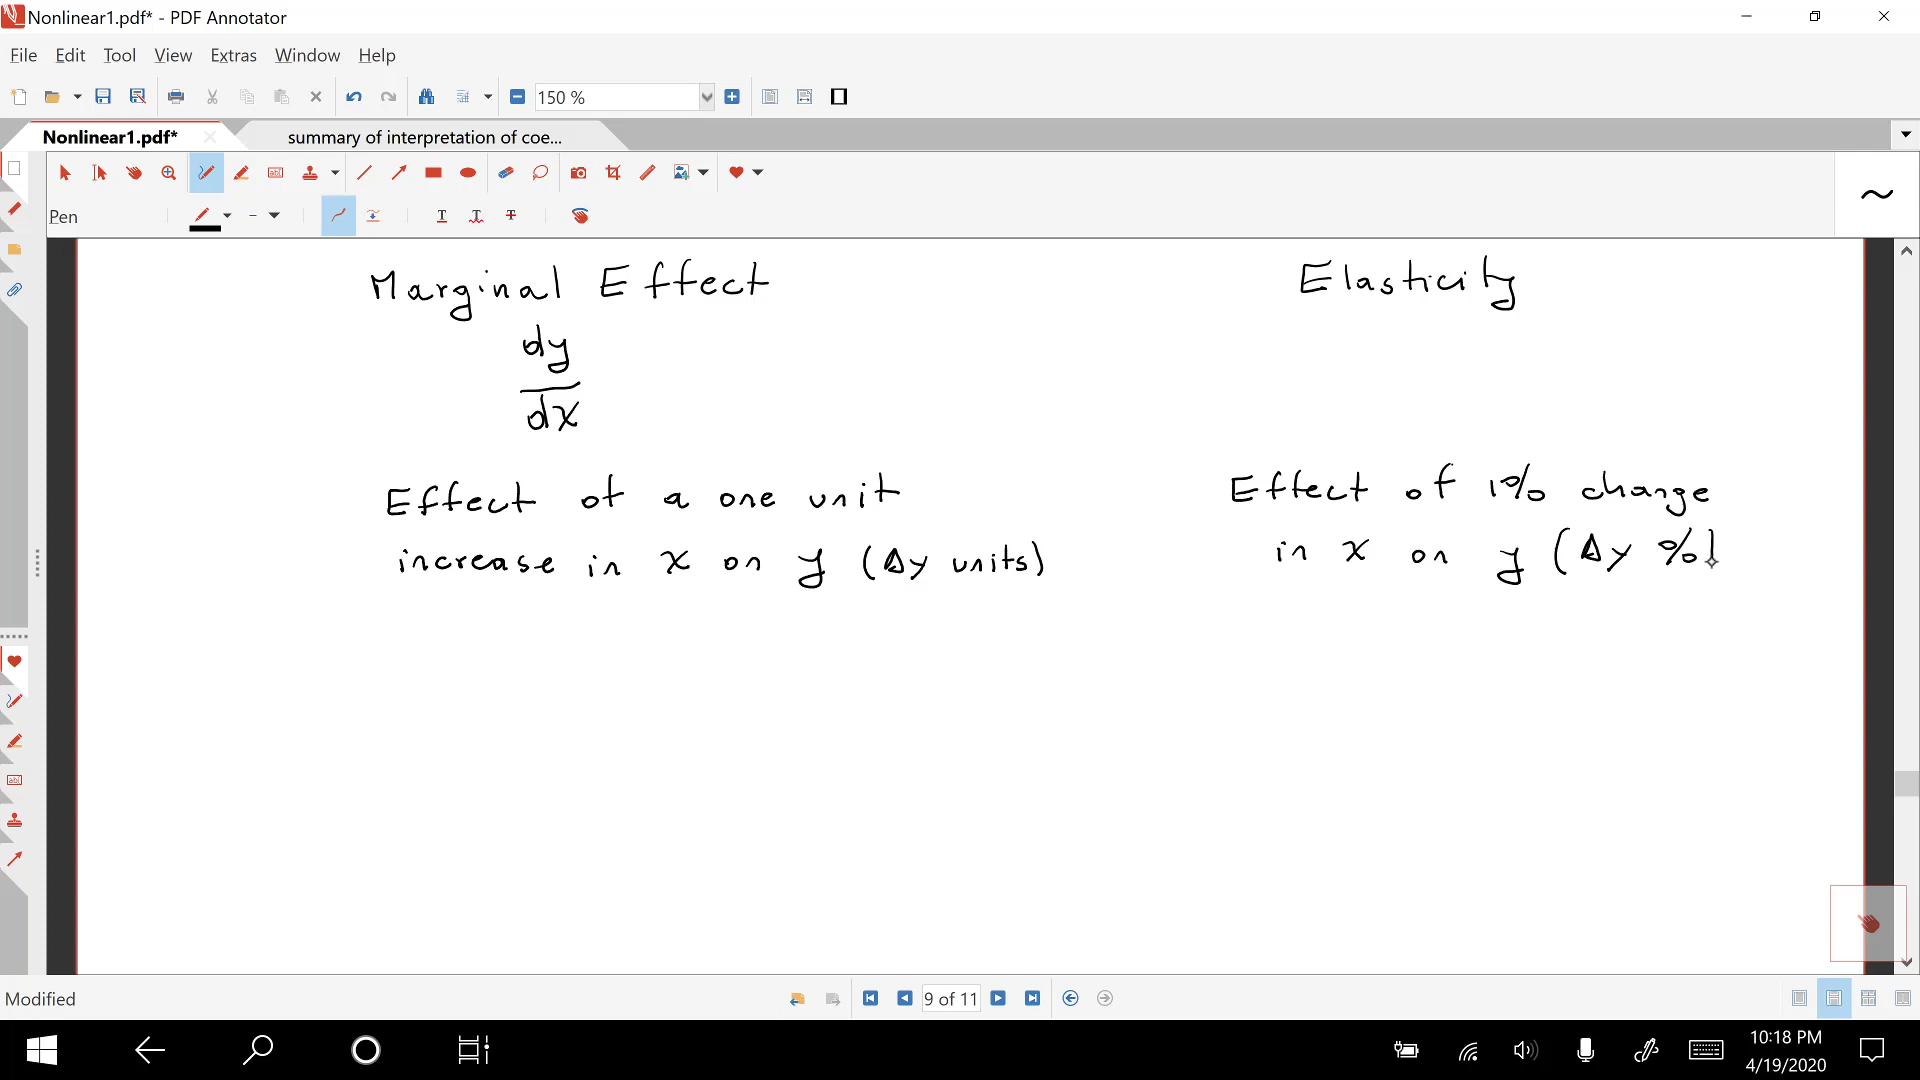 Nonlinear1.pdf* - PDF Annotator
File Edit Tool View Extras Window Help
150 %
Nonlinear1.pdf* summary of interpretation of coe...
Pen
Marginal Effect
Elasticity
dy
dx
Effect of a one unit
increase in x on y (Δy units)
Effect of 1% change
in x on y (Δy %)
Modified
9 of 11
10:18 PM
4/19/2020